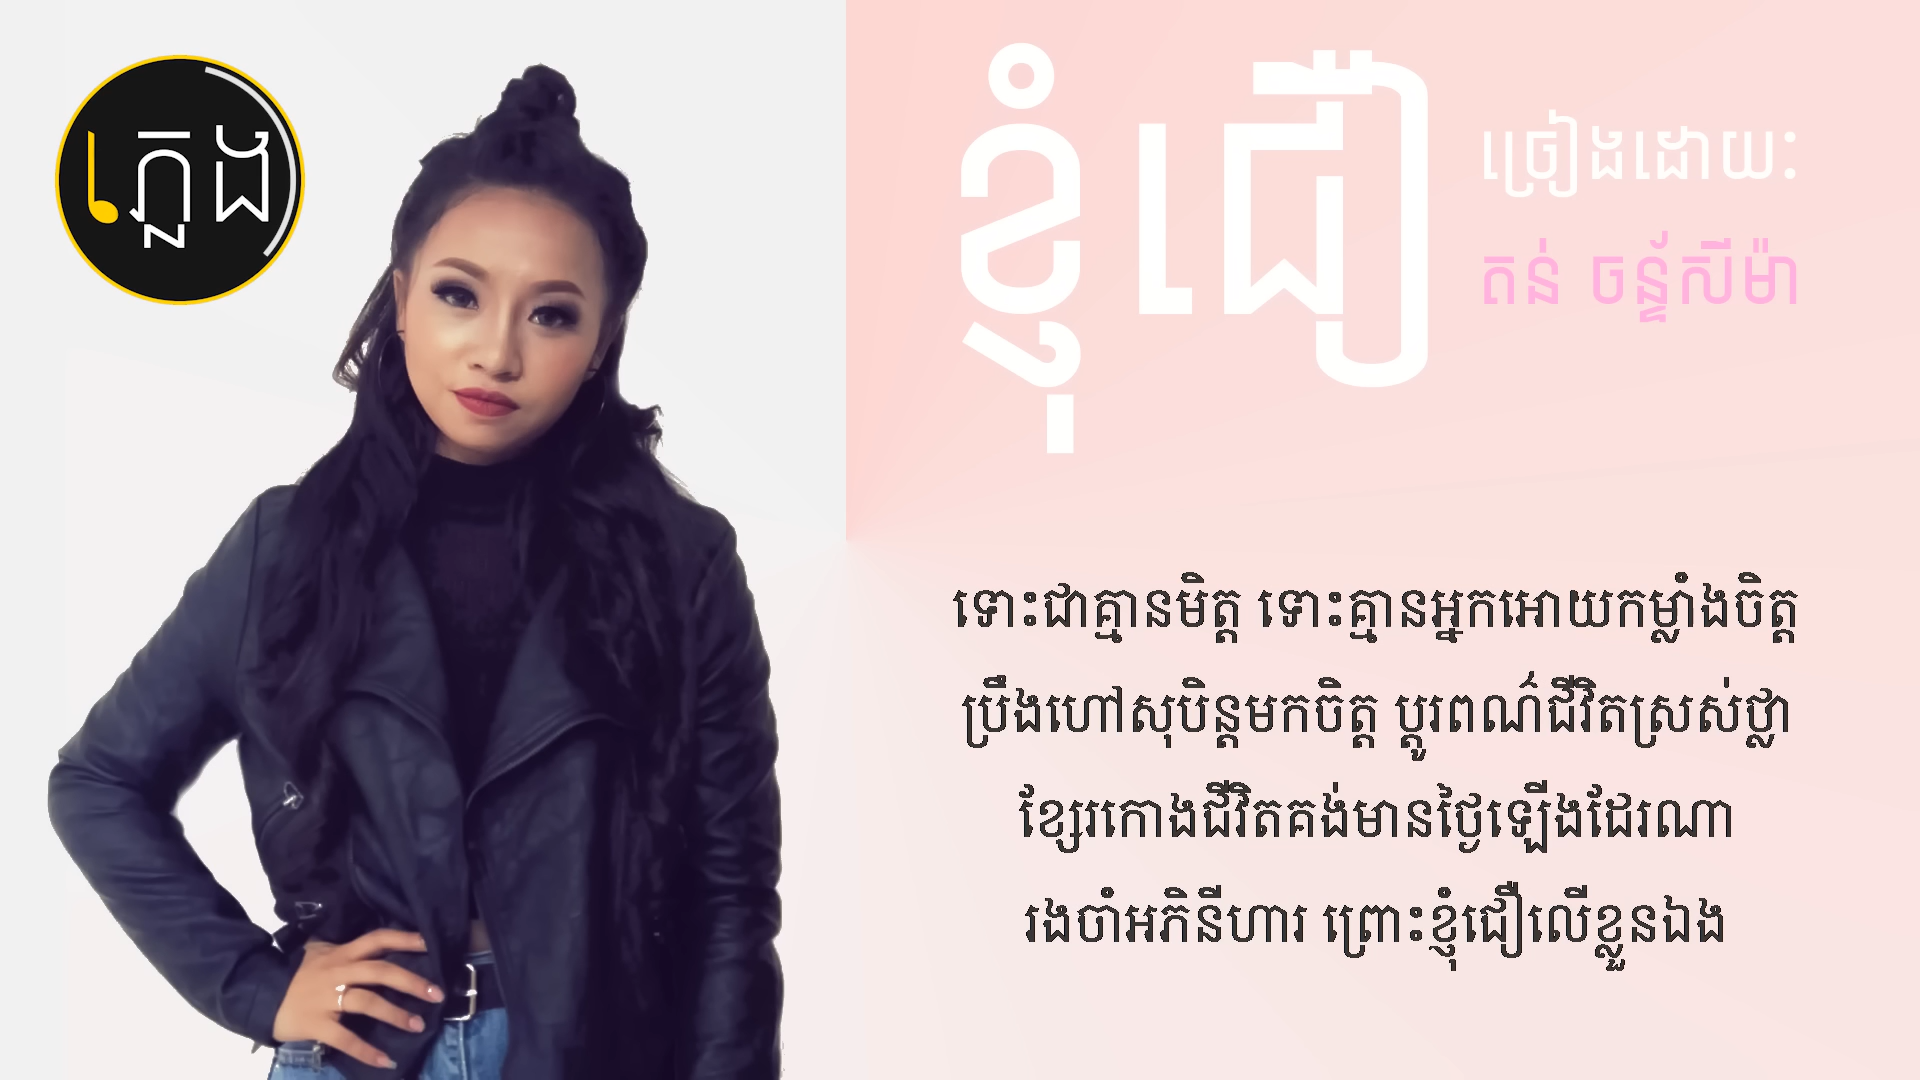 ភ្លេង
ខ្ញុំជឿ
ច្រៀងដោយ៖
តន់ ចន្ទ័សីម៉ា
ទោះជាគ្មានមិត្ត ទោះគ្មានអ្នកអោយកម្លាំងចិត្ត
ប្រឹងហៅសុបិន្តមកចិត្ត ប្តូរពណ៌ជីវិតស្រស់ថ្លា
ខ្សែរកោងជីវិតគង់មានថ្ងៃឡើងដែរណា
រងចាំអភិនីហារ ព្រោះខ្ញុំជឿលើខ្លួនឯង